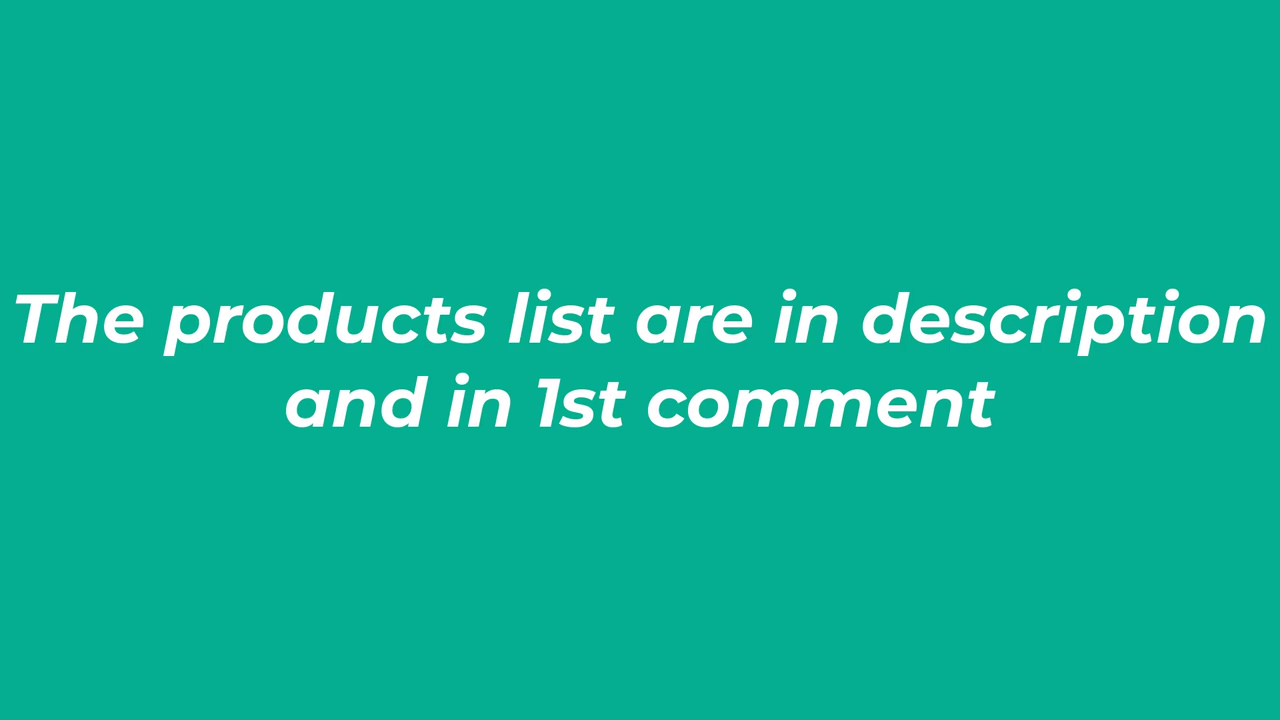 The products list are in description
and in 1st comment